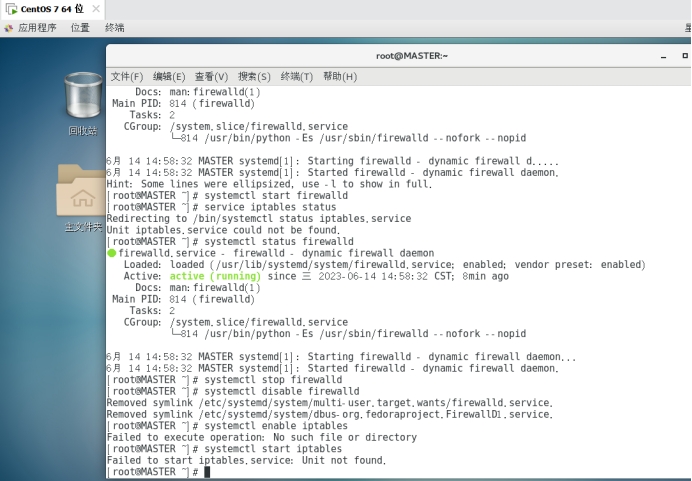 CentOS 7 64 位
应用程序 位置 终端
root@MASTER:~
文件(F) 编辑(E) 查看(V) 搜索(S) 终端(T) 帮助(H)
回收站
主文件夹
Docs: man:firewalld(1)
Main PID: 814 (firewalld)
Tasks: 2
CGroup: /system.slice/firewalld.service
└─814 /usr/bin/python -Es /usr/sbin/firewalld --nofork --nopid
6月 14 14:58:32 MASTER systemd[1]: Starting firewalld - dynamic firewall d.....
6月 14 14:58:32 MASTER systemd[1]: Started firewalld - dynamic firewall daemon.
Hint: Some lines were ellipsized, use -l to show in full.
[root@MASTER ~]# systemctl start firewalld
[root@MASTER ~]# service iptables status
Redirecting to /bin/systemctl status iptables.service
Unit iptables.service could not be found.
[root@MASTER ~]# systemctl status firewalld
● firewalld.service - firewalld - dynamic firewall daemon
Loaded: loaded (/usr/lib/systemd/system/firewalld.service; enabled; vendor preset: enabled)
Active: active (running) since 三 2023-06-14 14:58:32 CST; 8min ago
Docs: man:firewalld(1)
Main PID: 814 (firewalld)
Tasks: 2
CGroup: /system.slice/firewalld.service
└─814 /usr/bin/python -Es /usr/sbin/firewalld --nofork --nopid
6月 14 14:58:32 MASTER systemd[1]: Starting firewalld - dynamic firewall daemon...
6月 14 14:58:32 MASTER systemd[1]: Started firewalld - dynamic firewall daemon.
[root@MASTER ~]# systemctl stop firewalld
[root@MASTER ~]# systemctl disable firewalld
Removed symlink /etc/systemd/system/multi-user.target.wants/firewalld.service.
Removed symlink /etc/systemd/system/dbus-org.fedoraproject.FirewallD1.service.
[root@MASTER ~]# systemctl enable iptables
Failed to execute operation: No such file or directory
[root@MASTER ~]# systemctl start iptables
Failed to start iptables.service: Unit not found.
[root@MASTER ~]#